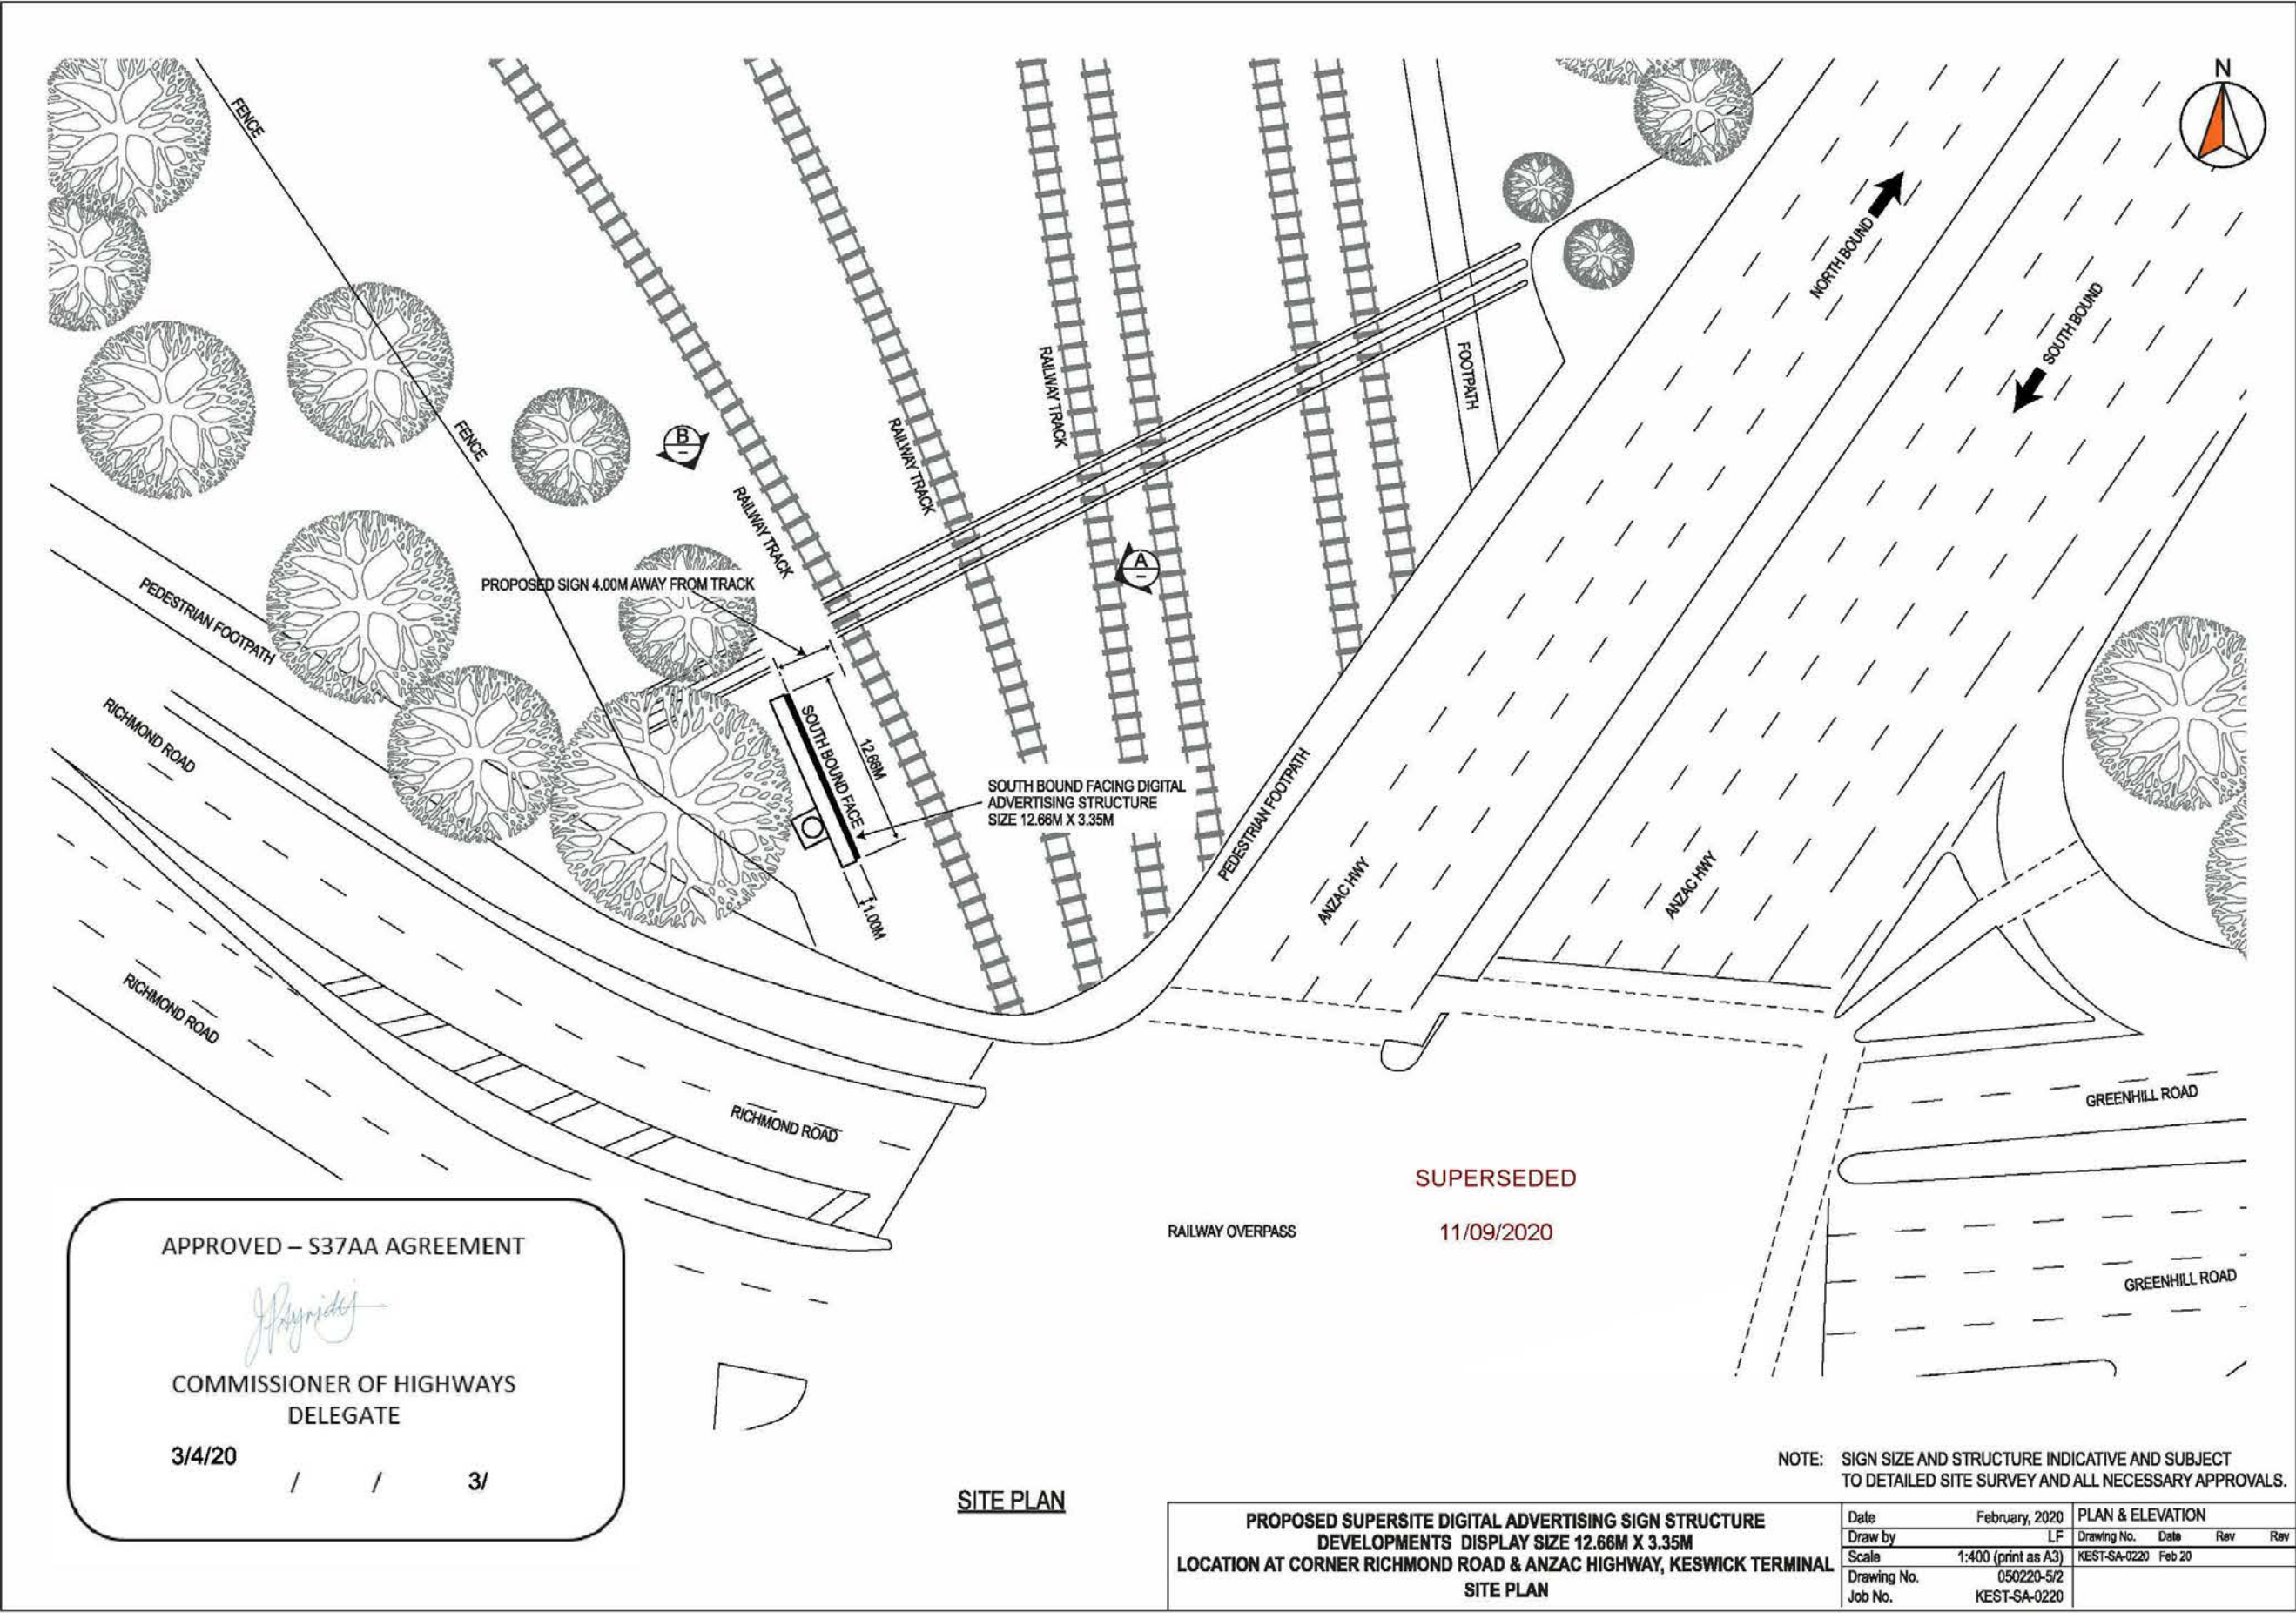 N
FENCE
NORTH BOUND
SOUTH BOUND
RAILWAY TRACK
FOOTPATH
FENCE
RAILWAY TRACK
B
RAILWAY TRACK
A
PROPOSED SIGN 4.00M AWAY FROM TRACK
PEDESTRIAN FOOTPATH
RICHMOND ROAD
SOUTH BOUND FACE
12.66M
SOUTH BOUND FACING DIGITAL
ADVERTISING STRUCTURE
SIZE 12.66M X 3.35M
PEDESTRIAN FOOTPATH
ANZAC HWY
ANZAC HWY
1.00M
RICHMOND ROAD
RICHMOND ROAD
GREENHILL ROAD
SUPERSEDED
RAILWAY OVERPASS
11/09/2020
GREENHILL ROAD
APPROVED – S37AA AGREEMENT
COMMISSIONER OF HIGHWAYS
DELEGATE
3/4/20
/ / 3/
SITE PLAN
NOTE: SIGN SIZE AND STRUCTURE INDICATIVE AND SUBJECT
TO DETAILED SITE SURVEY AND ALL NECESSARY APPROVALS.
PROPOSED SUPERSITE DIGITAL ADVERTISING SIGN STRUCTURE
DEVELOPMENTS DISPLAY SIZE 12.66M X 3.35M
LOCATION AT CORNER RICHMOND ROAD & ANZAC HIGHWAY, KESWICK TERMINAL
SITE PLAN
Date February, 2020 PLAN & ELEVATION
Draw by LF Drawing No. Date Rev Rev
Scale 1:400 (print as A3) KEST-SA-0220 Feb 20
Drawing No. 050220-5/2
Job No. KEST-SA-0220